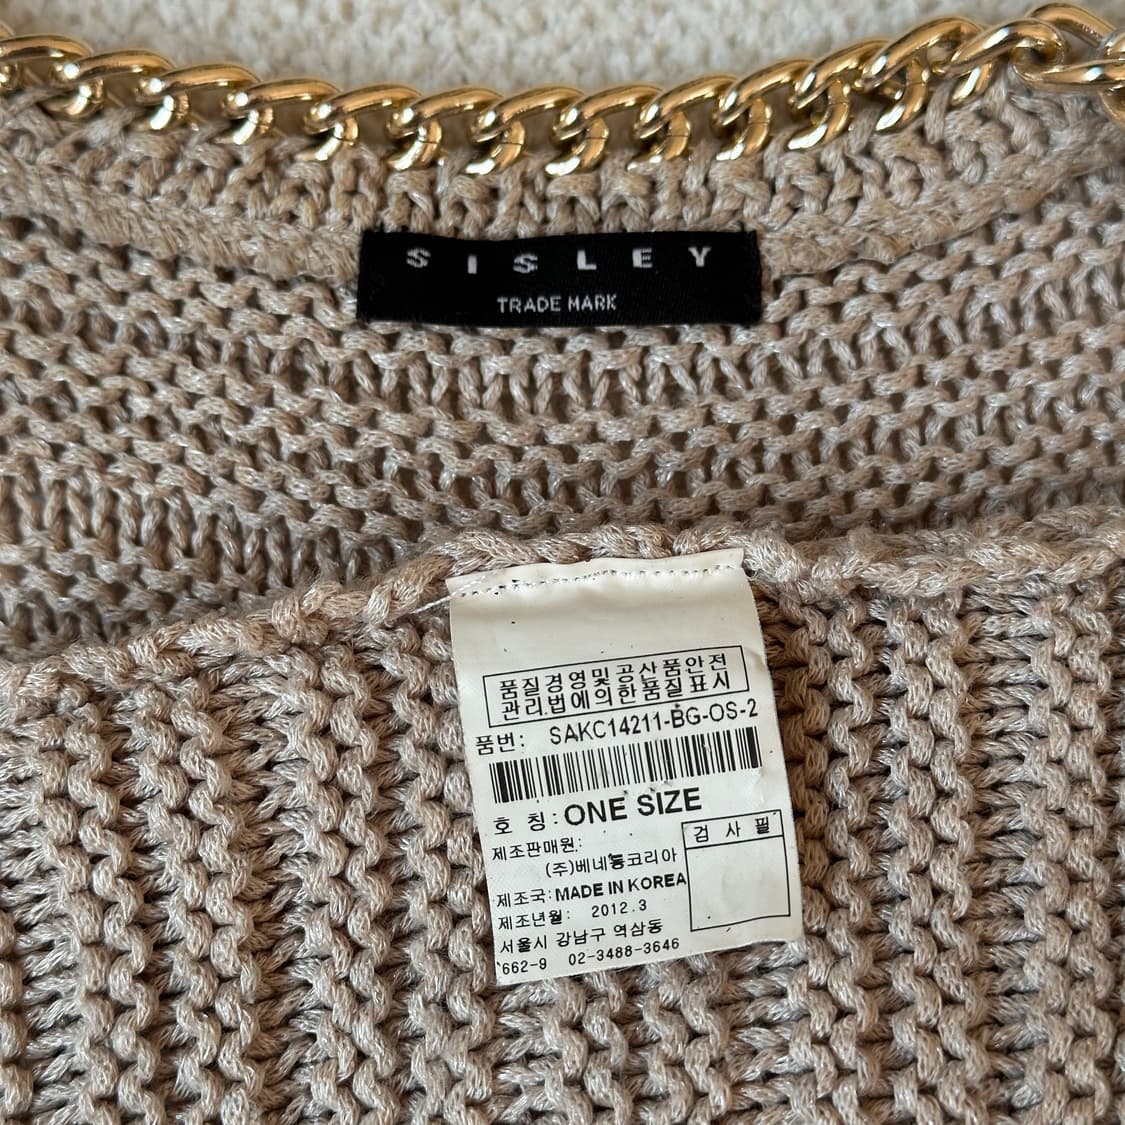 SISLEY
TRADE MARK
품질경영및공산품안전
관리법에의한품질표시
품번: SAKC14211-BG-OS-2
호 칭: ONE SIZE
검 사 필
제조판매원:
(주)베네통코리아
제조국: MADE IN KOREA
제조년월: 2012.3
서울시 강남구 역삼동
662-9 02-3488-3646